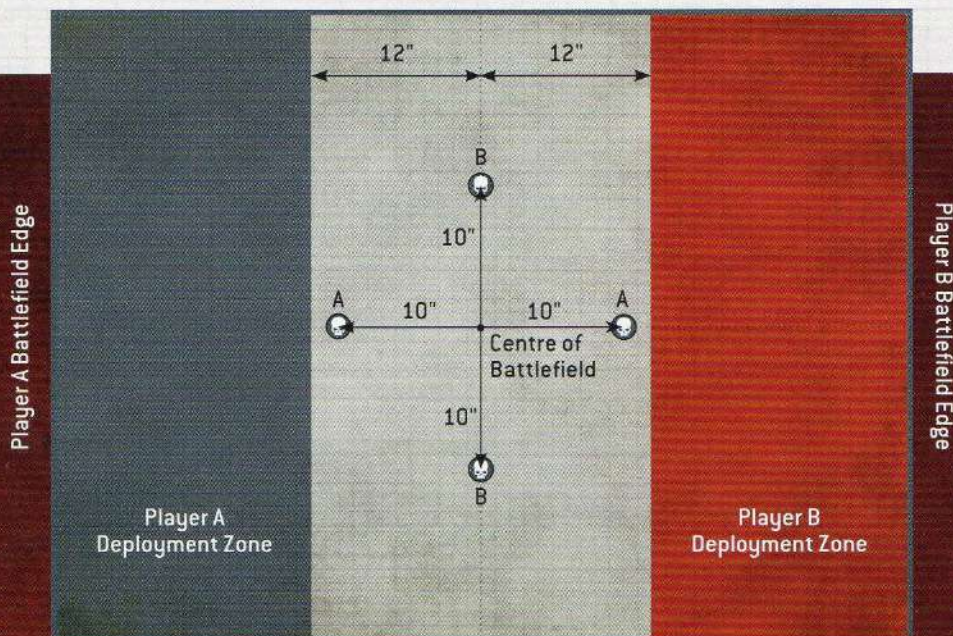 12" 12"
B
10"
A 10" 10" A
Centre of
Battlefield
10"
B
Player A Battlefield Edge
Player B Battlefield Edge
Player A
Deployment Zone
Player B
Deployment Zone